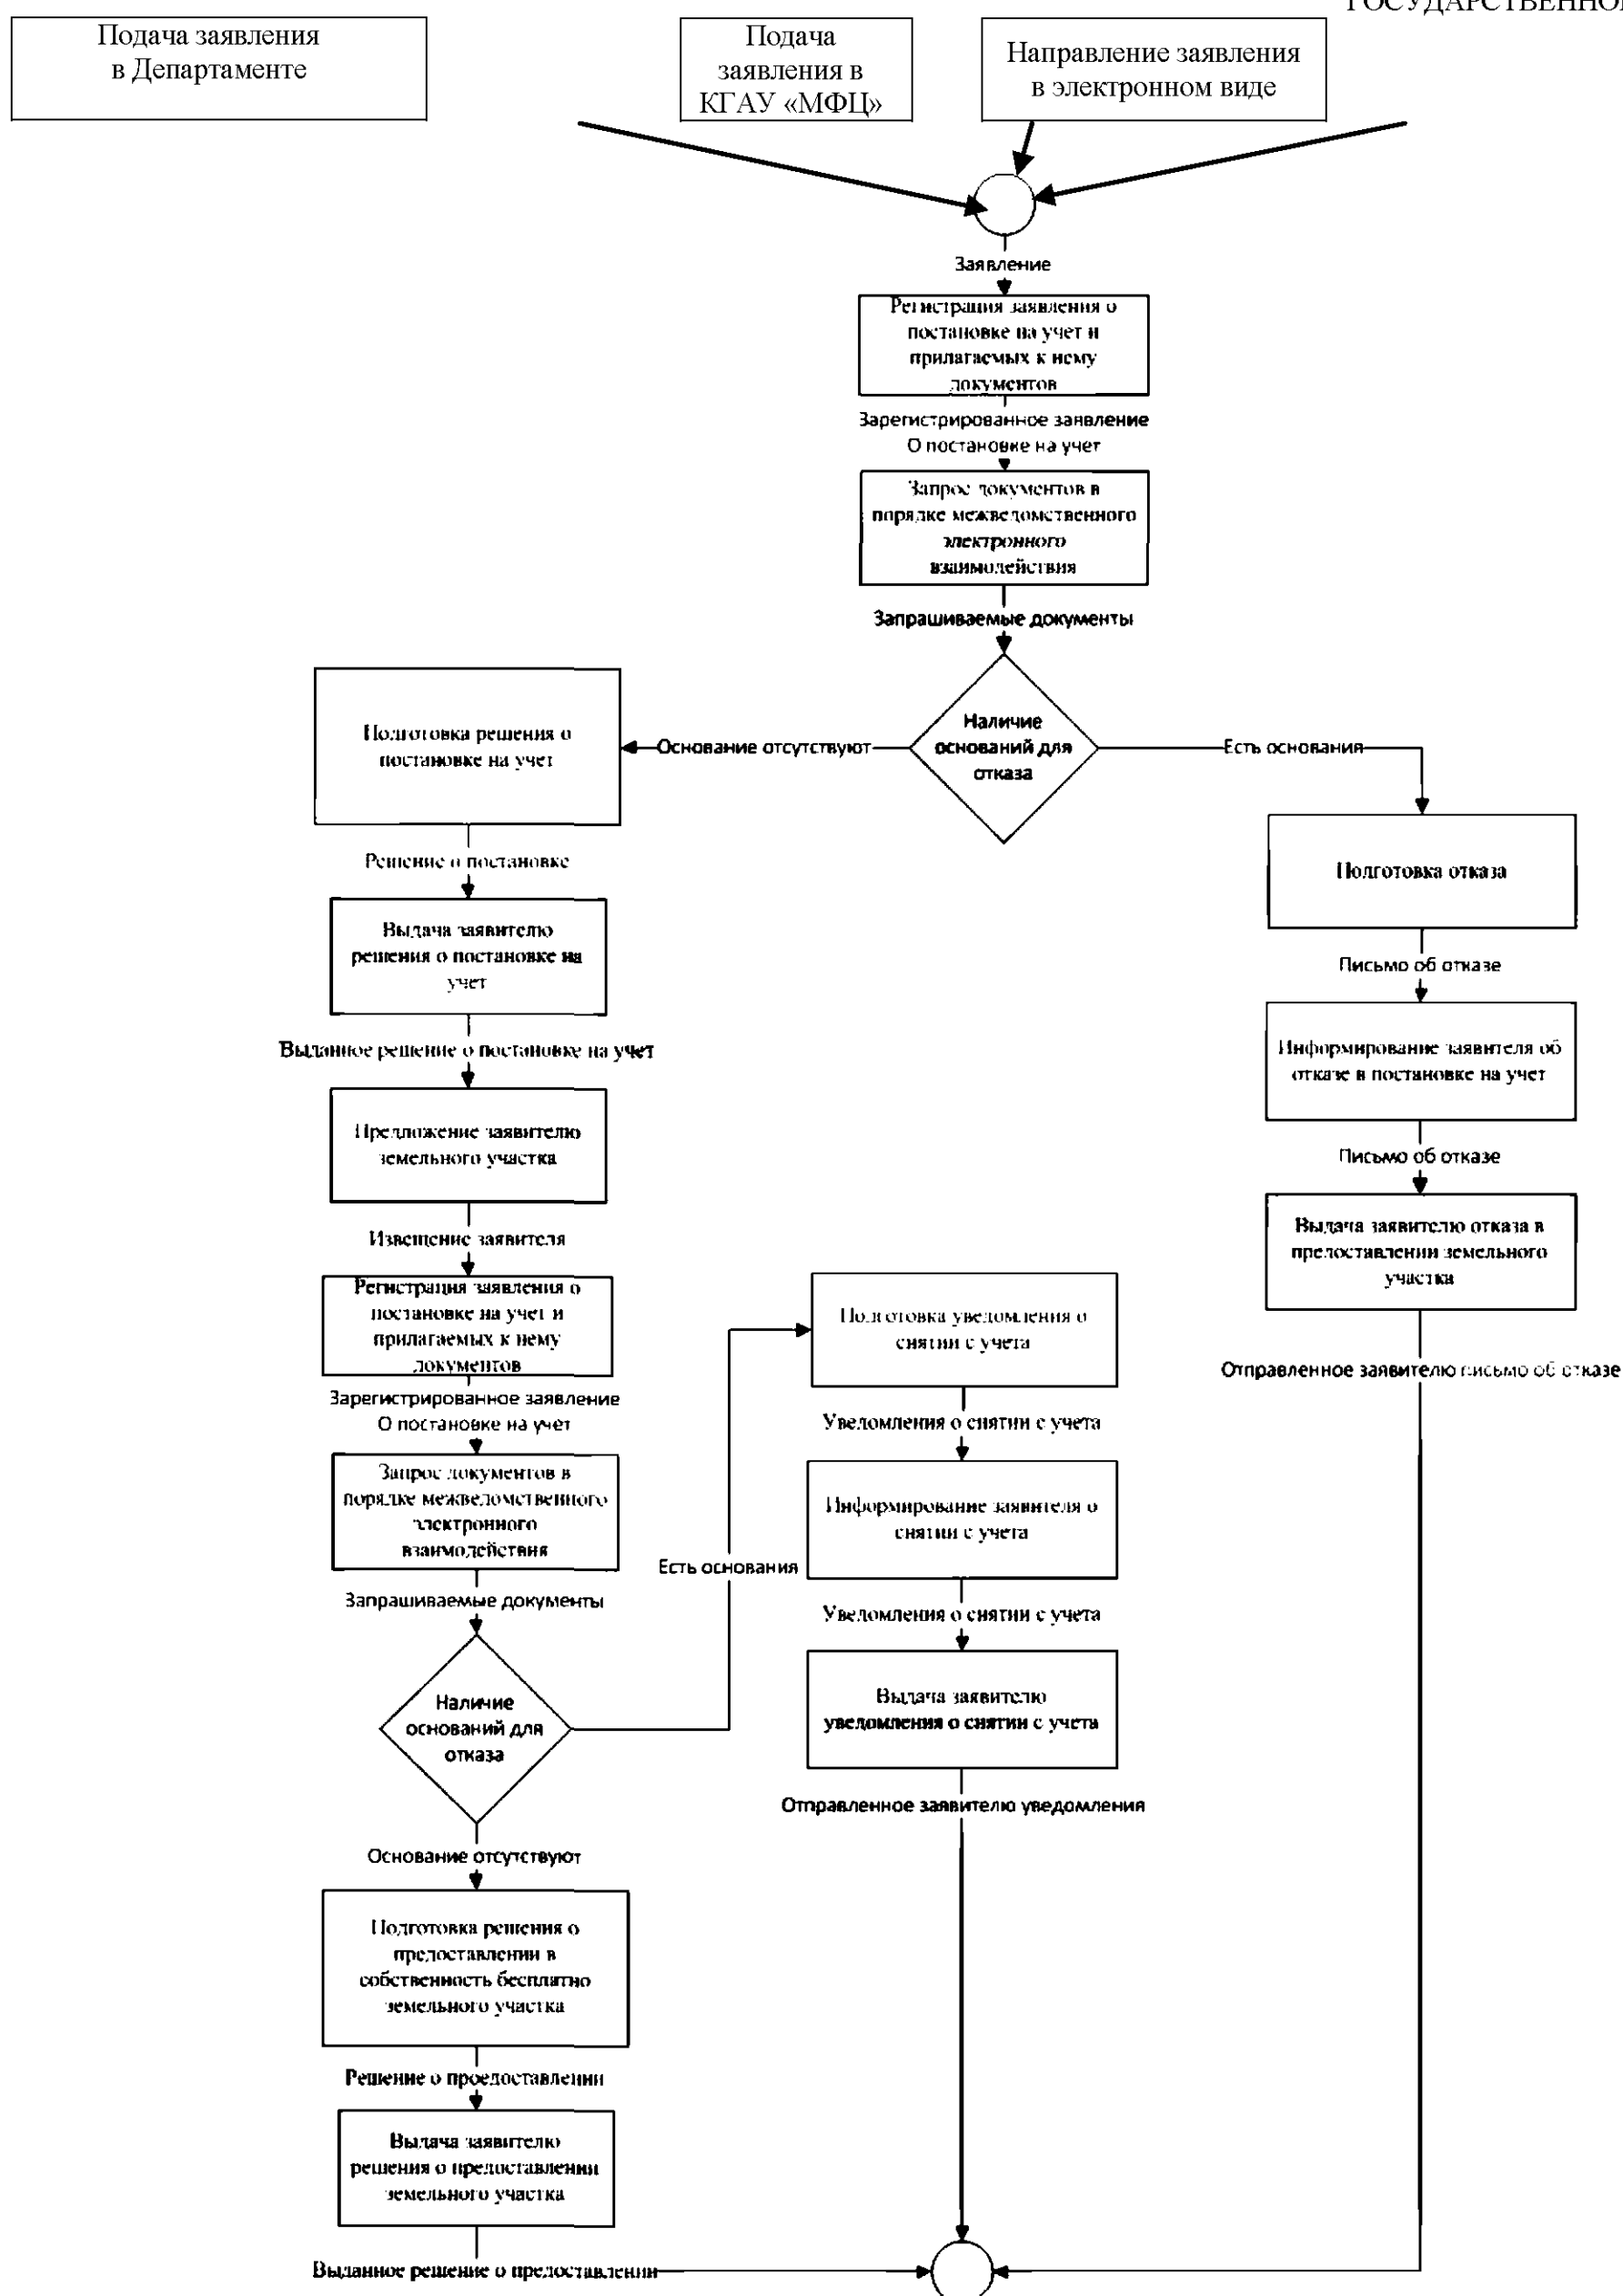 Подача заявления
в Департаменте
Подача
заявления в
КГАУ «МФЦ»
Направление заявления
в электронном виде
Заявление
Регистрация заявления о
постановке на учет и
прилагаемых к нему
документов
Зарегистрированное заявление
О постановке на учет
Запрос документов в
порядке межведомственного
электронного
взаимодействия
Запрашиваемые документы
Наличие
оснований для
отказа
Основание отсутствуют
Есть основания
Подготовка решения о
постановке на учет
Решение о постановке
Выдача заявителю
решения о постановке на
учет
Выданное решение о постановке на учет
Предложение заявителю
земельного участка
Извещение заявителя
Регистрация заявления о
постановке на учет и
прилагаемых к нему
документов
Зарегистрированное заявление
О постановке на учет
Запрос документов в
порядке межведомственного
электронного
взаимодействия
Запрашиваемые документы
Наличие
оснований для
отказа
Есть основания
Основание отсутствуют
Подготовка решения о
предоставлении в
собственность бесплатно
земельного участка
Решение о проедоставлении
Выдача заявителю
решения о предоставлении
земельного участка
Выданное решение о предоставлении
Подготовка уведомления о
снятии с учета
Уведомления о снятии с учета
Информирование заявителя о
снятии с учета
Уведомления о снятии с учета
Выдача заявителю
уведомления о снятии с учета
Отправленное заявителю уведомления
Подготовка отказа
Письмо об отказе
Информирование заявителя об
отказе в постановке на учет
Письмо об отказе
Выдача заявителю отказа в
предоставлении земельного
участка
Отправленное заявителю письмо об отказе